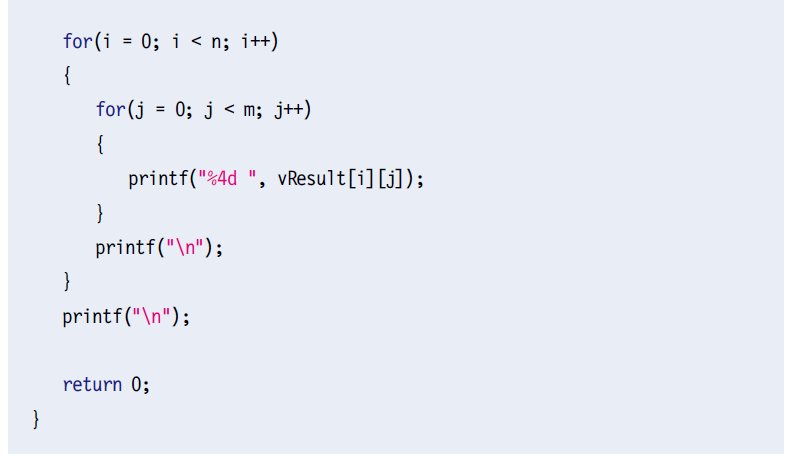 for(i = 0; i < n; i++)
{
for(j = 0; j < m; j++)
{
printf("%4d ", vResult[i][j]);
}
printf("\n");
}
printf("\n");
return 0;
}